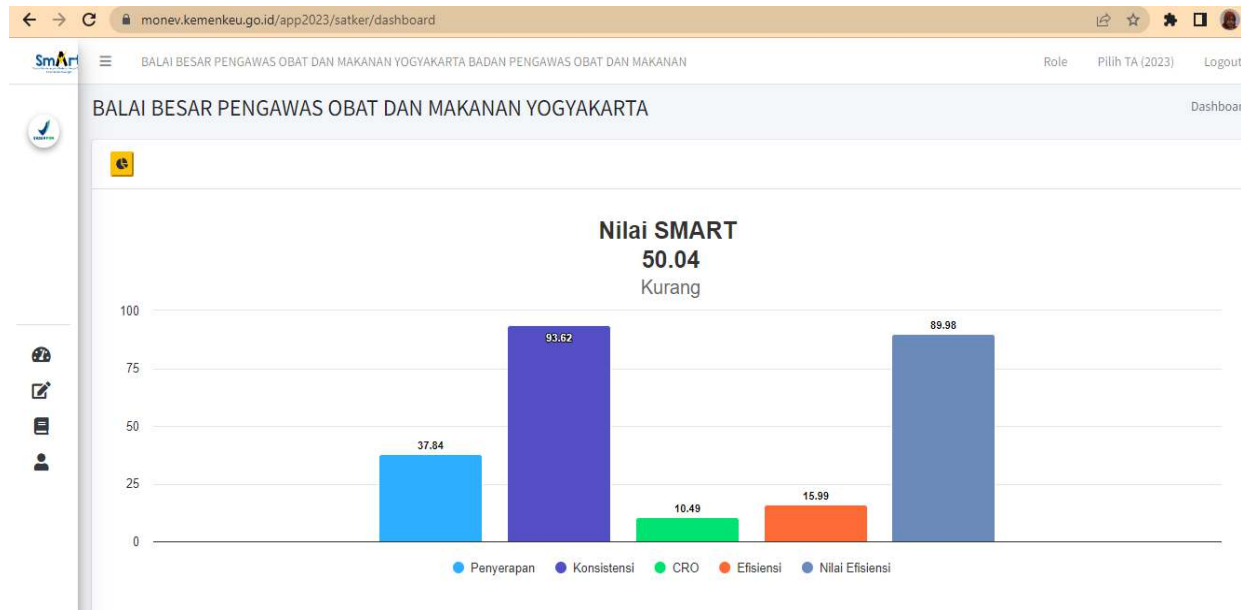 monev.kemenkeu.go.id/app2023/satker/dashboard
SmArt
BALAI BESAR PENGAWAS OBAT DAN MAKANAN YOGYAKARTA BADAN PENGAWAS OBAT DAN MAKANAN
Role Pilih TA (2023) Logout
BALAI BESAR PENGAWAS OBAT DAN MAKANAN YOGYAKARTA
Dashboar
Nilai SMART
50.04
Kurang
100
75
50
25
0
37.84
93.62
10.49
15.99
89.98
Penyerapan Konsistensi CRO Efisiensi Nilai Efisiensi